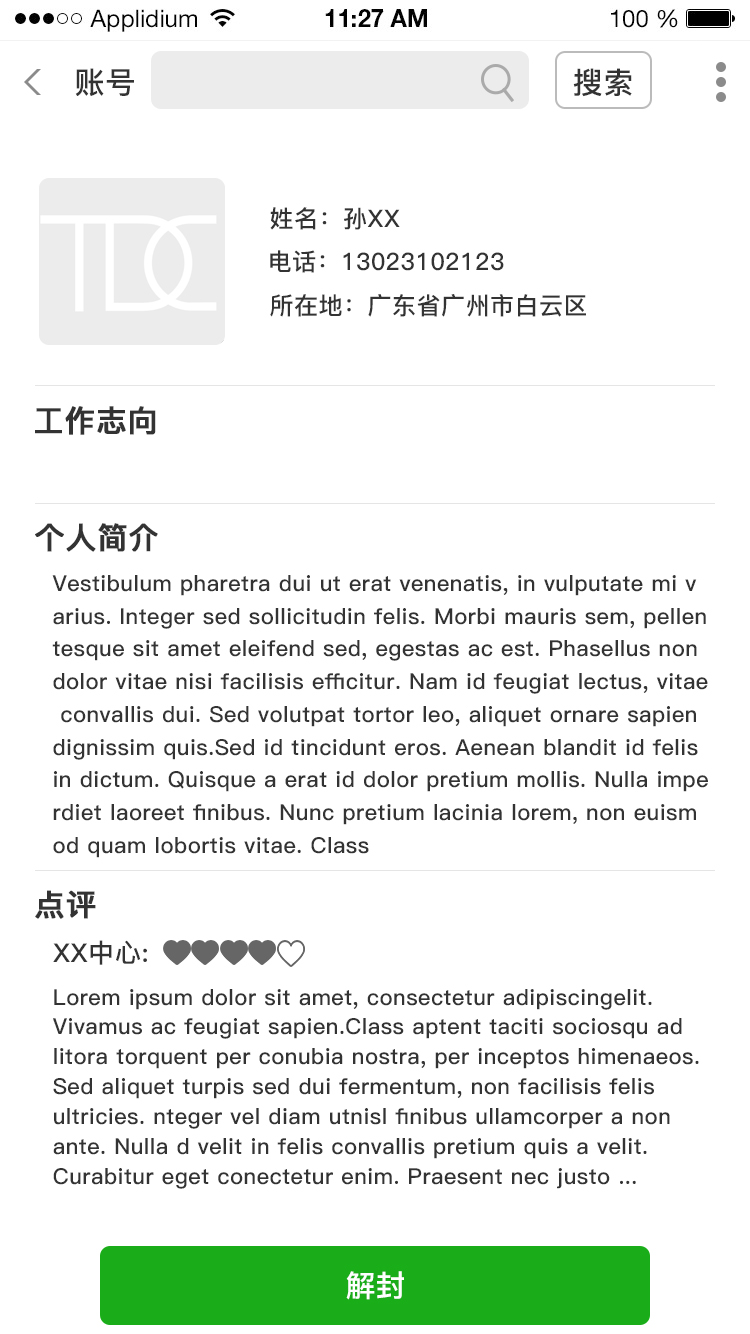 Applidium 11:27 AM 100 %
账号 搜索
TDC
姓名：孙XX
电话：13023102123
所在地：广东省广州市白云区
工作志向
个人简介
Vestibulum pharetra dui ut erat venenatis, in vulputate mi v
arius. Integer sed sollicitudin felis. Morbi mauris sem, pellen
tesque sit amet eleifend sed, egestas ac est. Phasellus non
dolor vitae nisi facilisis efficitur. Nam id feugiat lectus, vitae
convallis dui. Sed volutpat tortor leo, aliquet ornare sapien
dignissim quis.Sed id tincidunt eros. Aenean blandit id felis
in dictum. Quisque a erat id dolor pretium mollis. Nulla impe
rdiet laoreet finibus. Nunc pretium lacinia lorem, non euism
od quam lobortis vitae. Class
点评
XX中心:
Lorem ipsum dolor sit amet, consectetur adipiscingelit.
Vivamus ac feugiat sapien.Class aptent taciti sociosqu ad
litora torquent per conubia nostra, per inceptos himenaeos.
Sed aliquet turpis sed dui fermentum, non facilisis felis
ultricies. nteger vel diam utnisl finibus ullamcorper a non
ante. Nulla d velit in felis convallis pretium quis a velit.
Curabitur eget conectetur enim. Praesent nec justo ...
解封